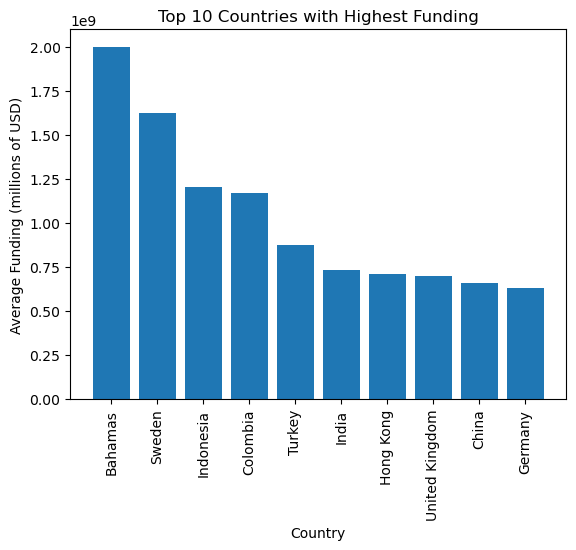 Top 10 Countries with Highest Funding
1e9
Average Funding (millions of USD)
2.00
1.75
1.50
1.25
1.00
0.75
0.50
0.25
0.00
Bahamas
Sweden
Indonesia
Colombia
Turkey
India
Hong Kong
United Kingdom
China
Germany
Country